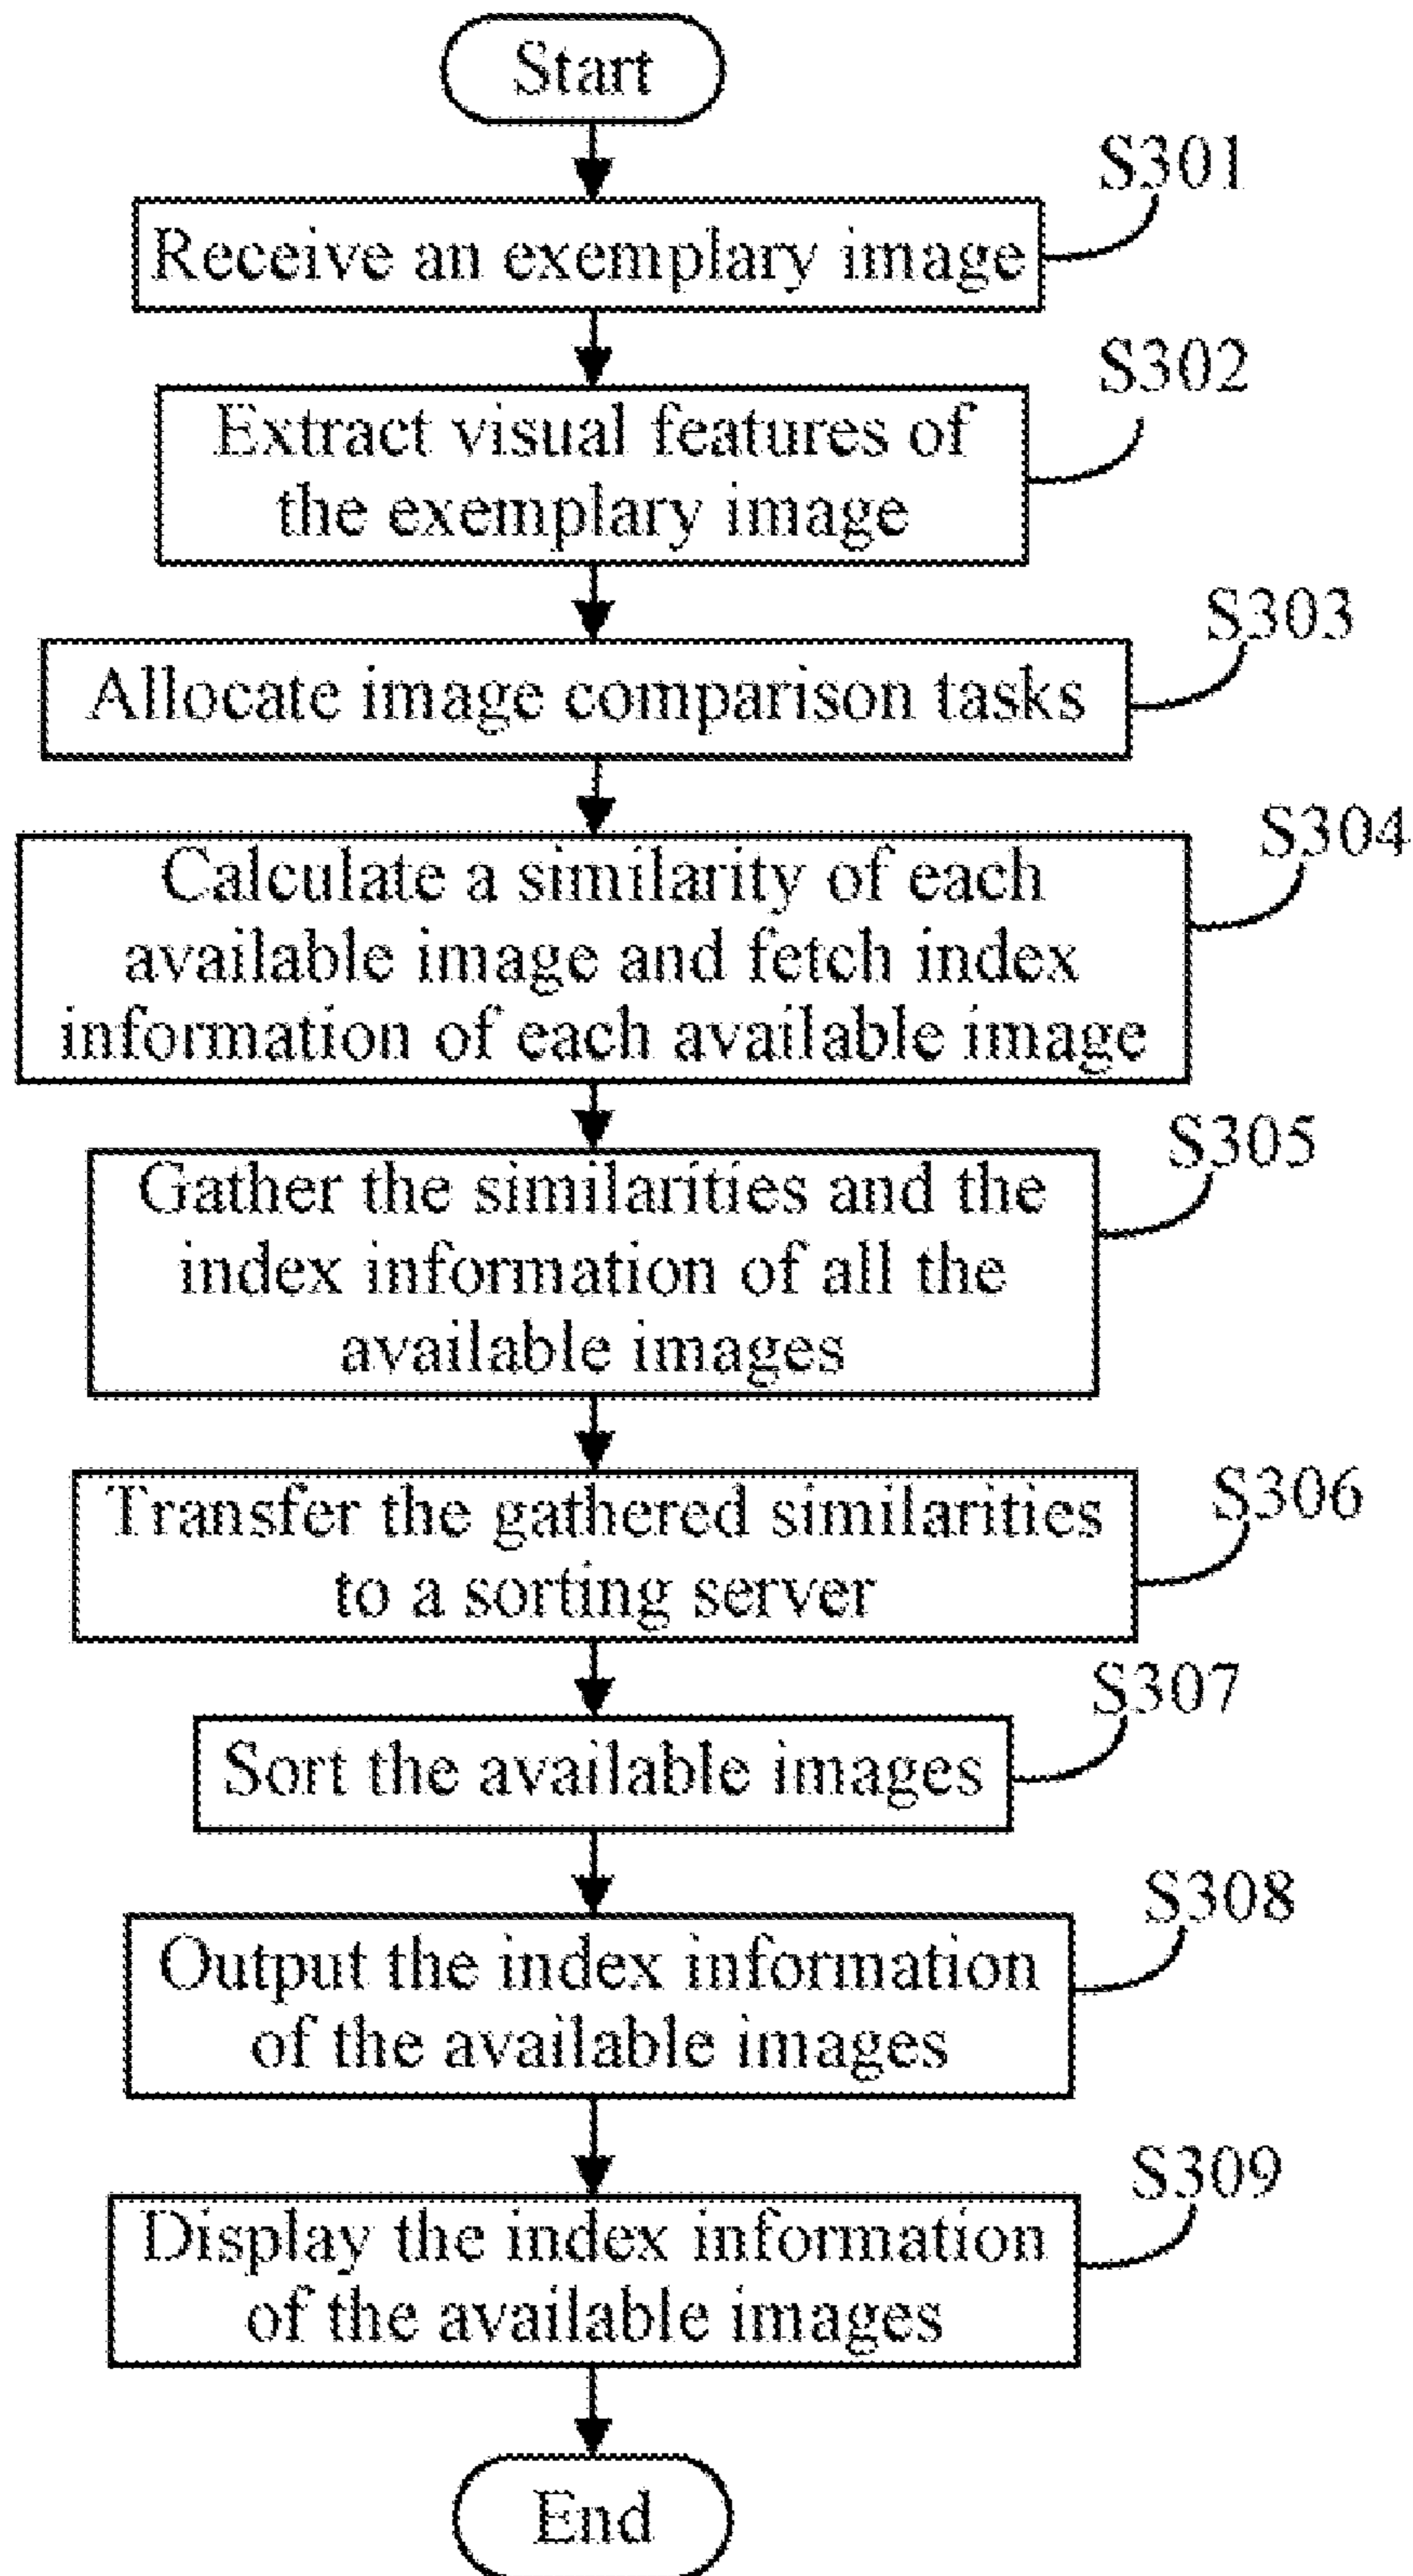 Start
S301
Receive an exemplary image
S302
Extract visual features of
the exemplary image
S303
Allocate image comparison tasks
S304
Calculate a similarity of each
available image and fetch index
information of each available image
S305
Gather the similarities and the
index information of all the
available images
S306
Transfer the gathered similarities
to a sorting server
S307
Sort the available images
S308
Output the index information
of the available images
S309
Display the index information
of the available images
End